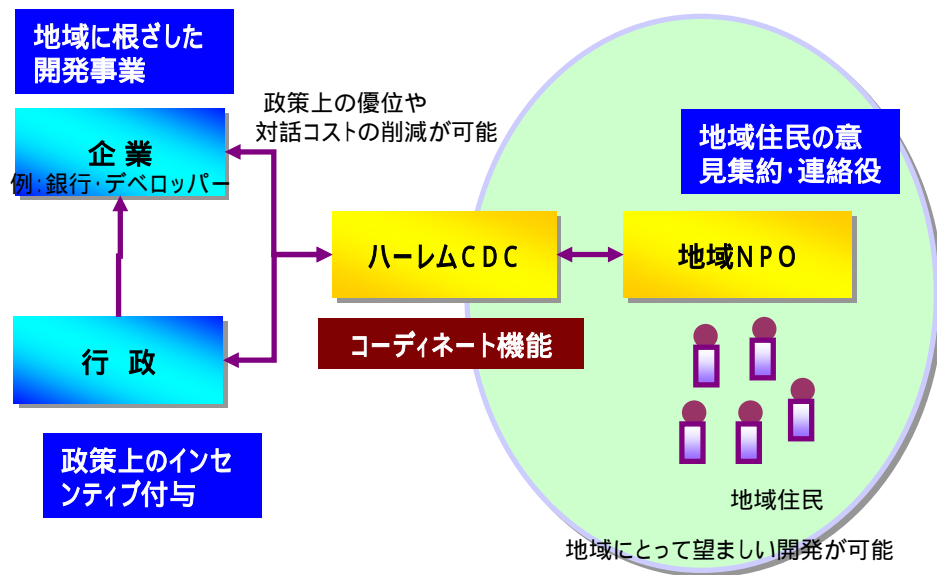 地域に根ざした
開発事業
企 業
例：銀行・デベロッパー
政策上の優位や
対話コストの削減が可能
地域住民の意
見集約・連絡役
ハーレムＣＤＣ
地域ＮＰＯ
コーディネート機能
行 政
政策上のインセ
ンティブ付与
地域住民
地域にとって望ましい開発が可能